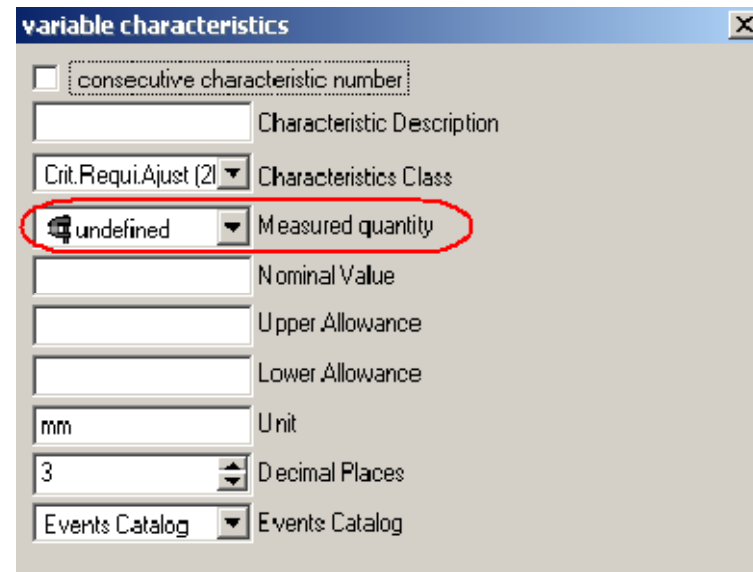 variable characteristics
consecutive characteristic number
Characteristic Description
Crit.Requi.Ajust (2 Characteristics Class
undefined Measured quantity
Nominal Value
Upper Allowance
Lower Allowance
mm Unit
3 Decimal Places
Events Catalog Events Catalog